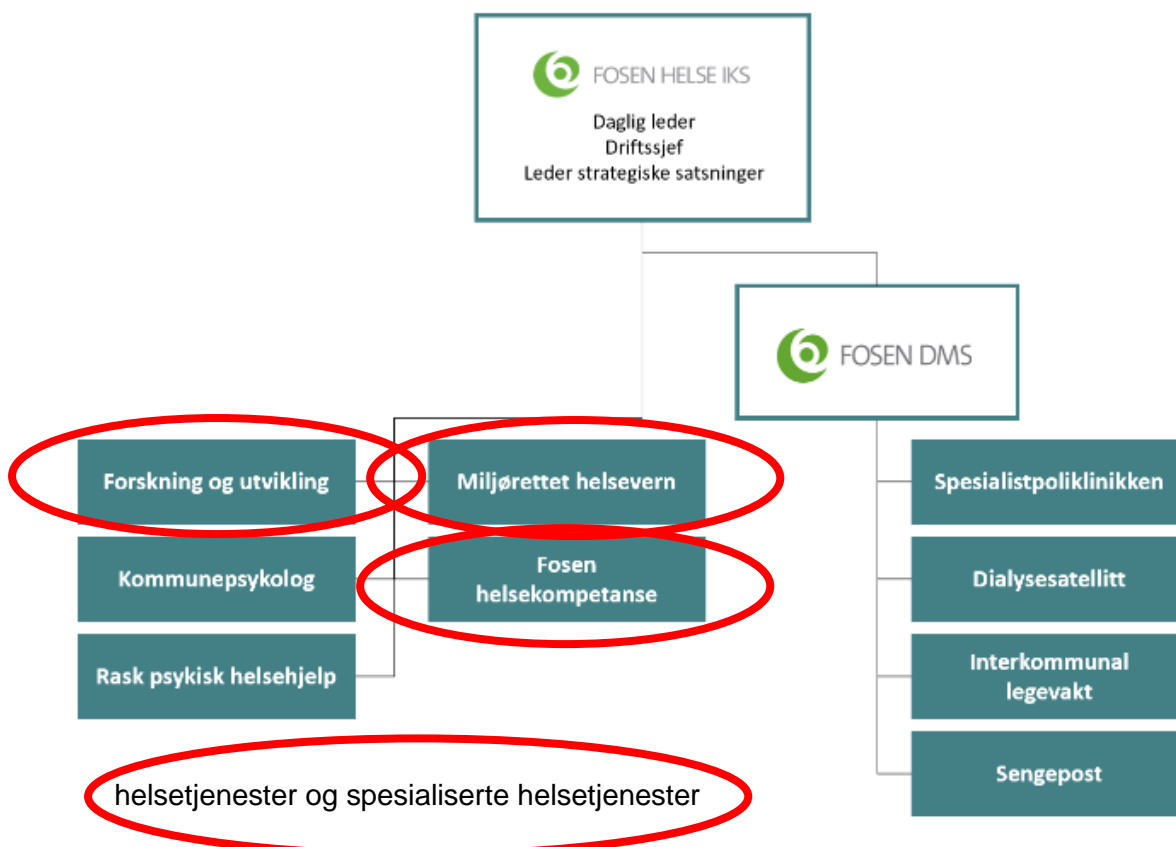 FOSEN HELSE IKS
Daglig leder
Driftssjef
Leder strategiske satsninger
FOSEN DMS
Forskning og utvikling
Miljørettet helsevern
Spesialistpoliklinikken
Kommunepsykolog
Fosen
helsekompetanse
Dialysesatellitt
Rask psykisk helsehjelp
Interkommunal
legevakt
Sengepost
helsetjenester og spesialiserte helsetjenester